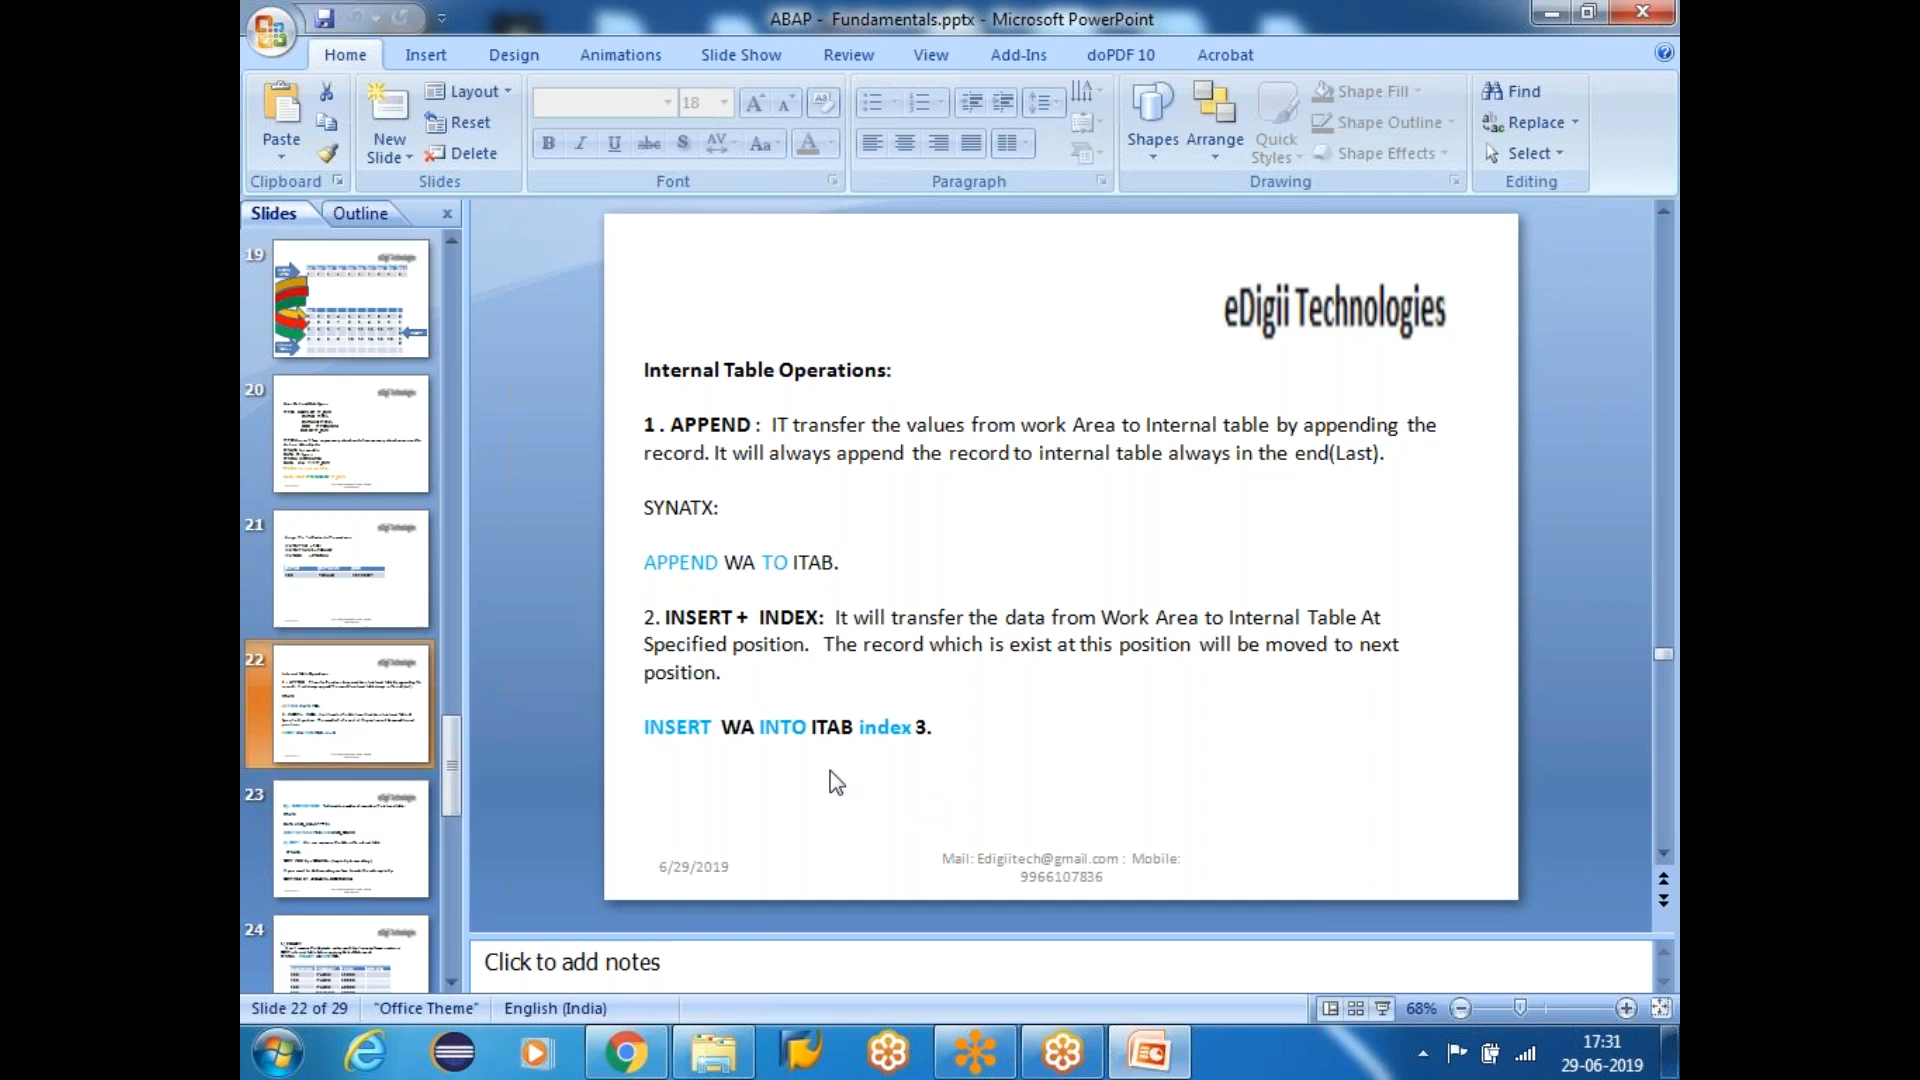 ABAP - Fundamentals.pptx - Microsoft PowerPoint
Home Insert Design Animations Slide Show Review View Add-Ins doPDF 10 Acrobat
Paste
New
Slide
Layout
Reset
Delete
18
Shapes
Arrange
Quick
Styles
Shape Fill
Shape Outline
Shape Effects
Find
Replace
Select
Clipboard Slides Font Paragraph Drawing Editing
Slides Outline
19
20
21
22
23
24
eDigii Technologies
Internal Table Operations:
1 . APPEND : IT transfer the values from work Area to Internal table by appending the
record. It will always append the record to internal table always in the end(Last).
SYNATX:
APPEND WA TO ITAB.
2. INSERT + INDEX: It will transfer the data from Work Area to Internal Table At
Specified position. The record which is exist at this position will be moved to next
position.
INSERT WA INTO ITAB index 3.
6/29/2019
Mail: Edigiitech@gmail.com : Mobile:
9966107836
Click to add notes
Slide 22 of 29 "Office Theme" English (India) 68%
17:31
29-06-2019